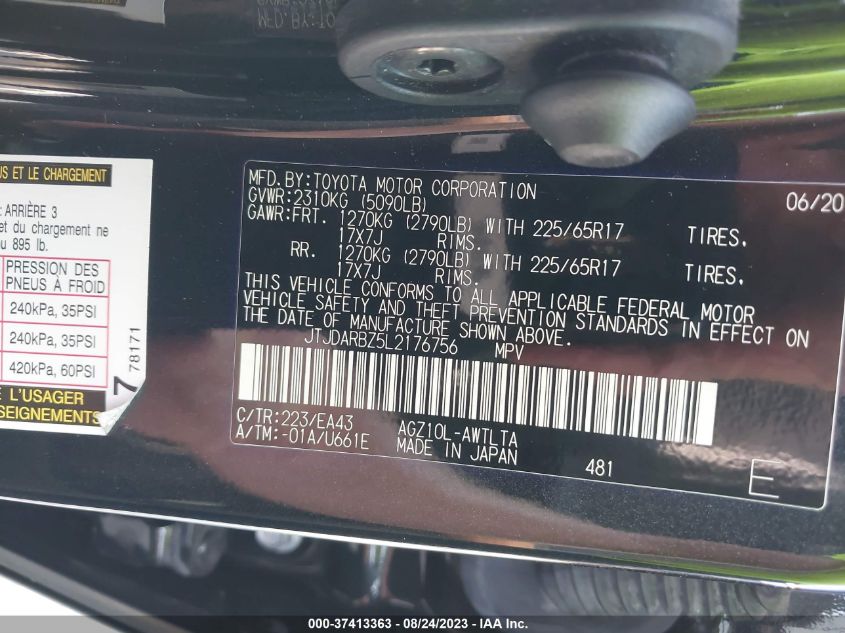 US ET LE CHARGEMENT
: ARRIÈRE 3
et du chargement ne
ou 895 lb.
PRESSION DES
PNEUS À FROID
240kPa, 35PSI
240kPa, 35PSI
420kPa, 60PSI
E L'USAGER
SEIGNEMENTS
7
78171
MFD.BY:TOYOTA MOTOR CORPORATION
06/20
GVWR:2310KG (5090LB)
GAWR:FRT. 1270KG (2790LB) WITH 225/65R17 TIRES.
17X7J RIMS.
RR. 1270KG (2790LB) WITH 225/65R17 TIRES.
17X7J RIMS.
THIS VEHICLE CONFORMS TO ALL APPLICABLE FEDERAL MOTOR
VEHICLE SAFETY AND THEFT PREVENTION STANDARDS IN EFFECT ON
THE DATE OF MANUFACTURE SHOWN ABOVE.
JTJDARBZ5L2176756 MPV
C/TR:223/EA43 AGZ10L-AWTLTA
A/TM:-01A/U661E MADE IN JAPAN
481
E
000-37413363 - 08/24/2023 - IAA Inc.